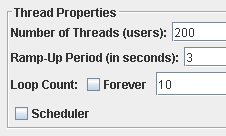 Thread Properties
Number of Threads (users): 200
Ramp-Up Period (in seconds): 3
Loop Count: Forever 10
Scheduler